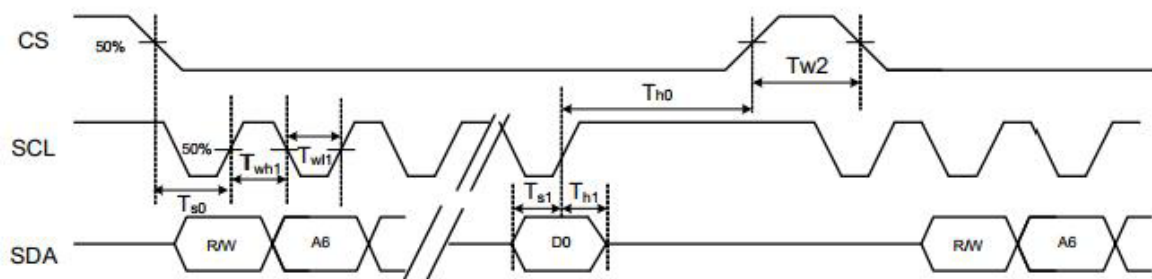 CS
50%
Tw2
Th0
SCL
50%
Twh1
Twl1
Ts0
Ts1
Th1
SDA
R/W
A6
D0
R/W
A6